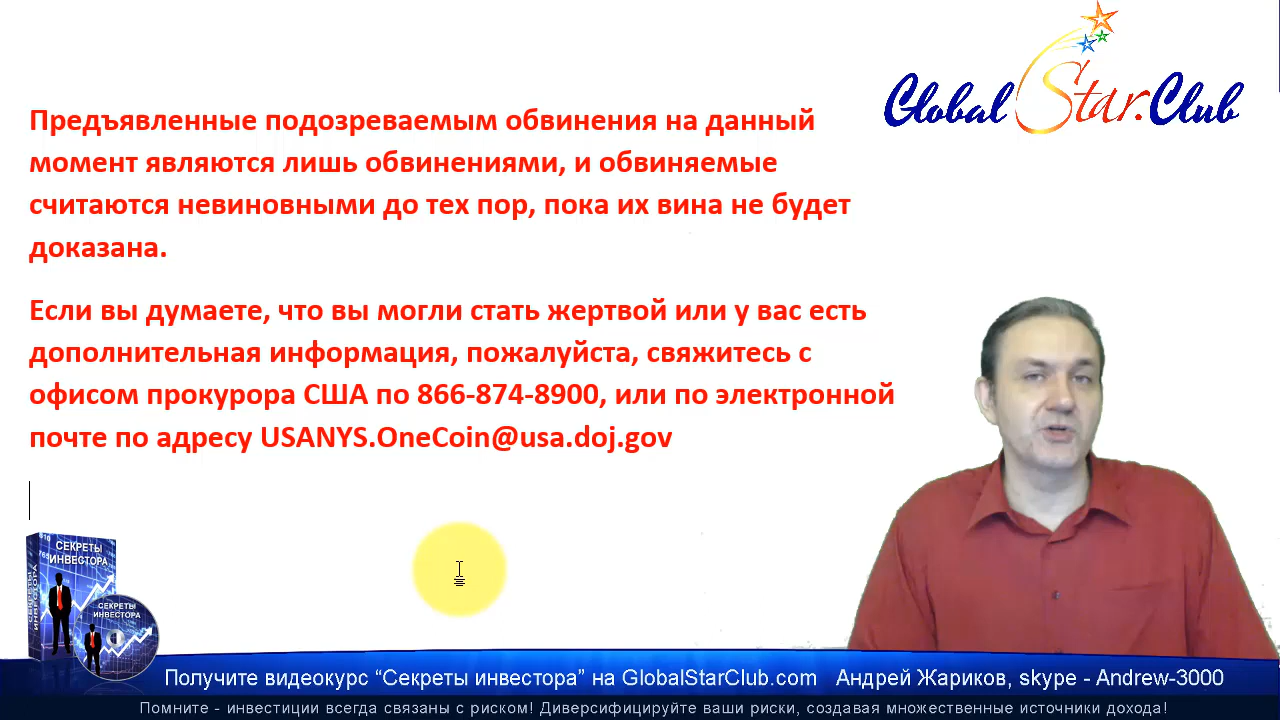 Global Star.Club
Предъявленные подозреваемым обвинения на данный
момент являются лишь обвинениями, и обвиняемые
считаются невиновными до тех пор, пока их вина не будет
доказана.
Если вы думаете, что вы могли стать жертвой или у вас есть
дополнительная информация, пожалуйста, свяжитесь с
офисом прокурора США по 866-874-8900, или по электронной
почте по адресу USANYS.OneCoin@usa.doj.gov
СЕКРЕТЫ
ИНВЕСТОРА
СЕКРЕТЫ ИНВЕСТОРА
СЕКРЕТЫ
ИНВЕСТОРА
Получите видеокурс “Секреты инвестора” на GlobalStarClub.com Андрей Жариков, skype - Andrew-3000
Помните - инвестиции всегда связаны с риском! Диверсифицируйте ваши риски, создавая множественные источники дохода!